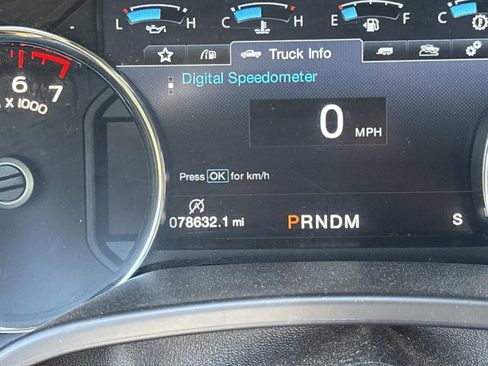 L H C H E F C
Truck Info
Digital Speedometer
6 7
x 1000
0 MPH
Press OK for km/h
078632.1 mi
PRNDM S